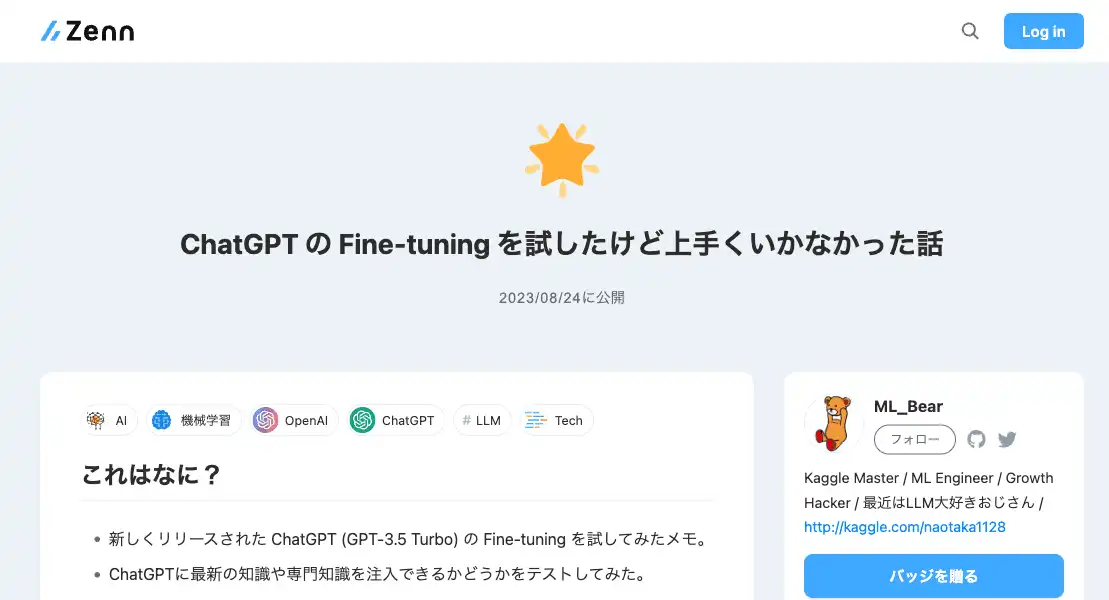 Zenn
Log in
ChatGPT の Fine-tuning を試したけど上手くいかなかった話
2023/08/24に公開
AI
機械学習
OpenAI
ChatGPT
# LLM
Tech
これはなに？
• 新しくリリースされた ChatGPT (GPT-3.5 Turbo) の Fine-tuning を試してみたメモ。
• ChatGPTに最新の知識や専門知識を注入できるかどうかをテストしてみた。
ML_Bear
フォロー
Kaggle Master / ML Engineer / Growth
Hacker / 最近はLLM大好きおじさん /
http://kaggle.com/naotaka1128
バッジを贈る